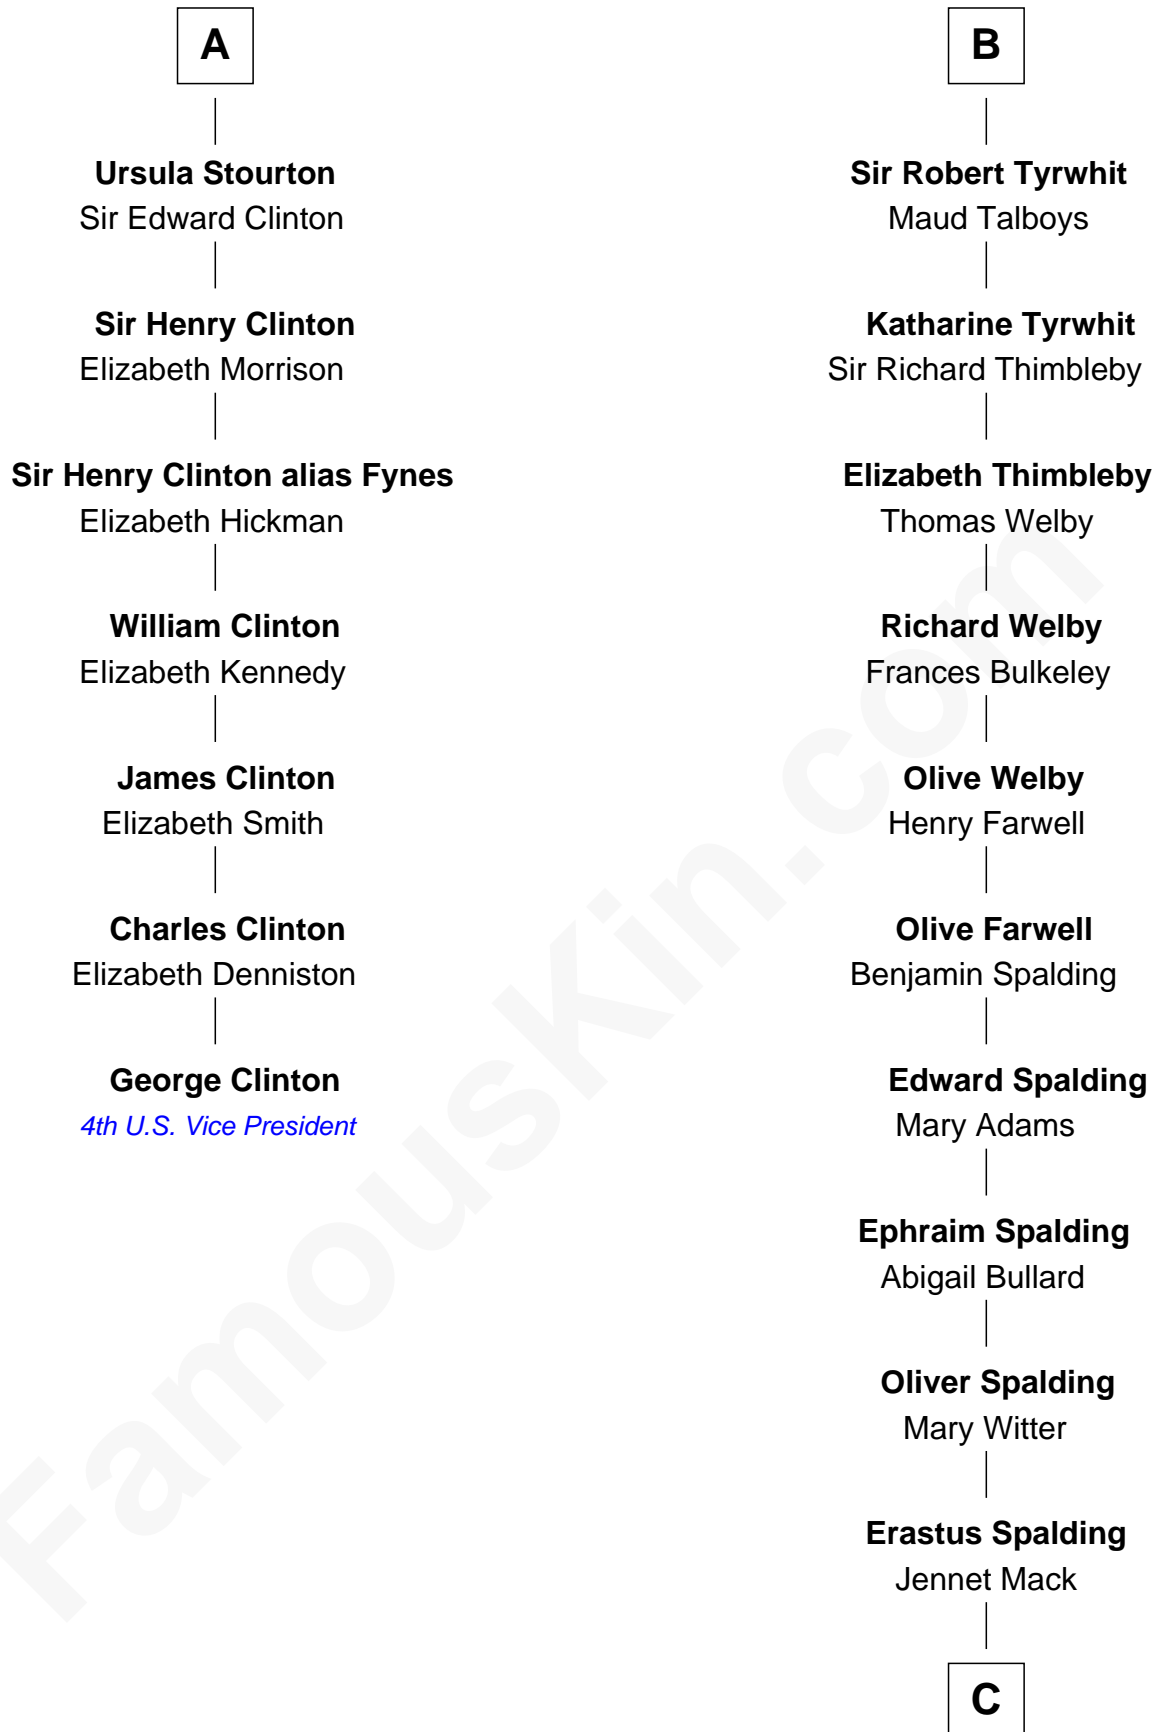 A
Ursula Stourton
Sir Edward Clinton
Sir Henry Clinton
Elizabeth Morrison
Sir Henry Clinton alias Fynes
Elizabeth Hickman
William Clinton
Elizabeth Kennedy
James Clinton
Elizabeth Smith
Charles Clinton
Elizabeth Denniston
George Clinton
4th U.S. Vice President
B
Sir Robert Tyrwhit
Maud Talboys
Katharine Tyrwhit
Sir Richard Thimbleby
Elizabeth Thimbleby
Thomas Welby
Richard Welby
Frances Bulkeley
Olive Welby
Henry Farwell
Olive Farwell
Benjamin Spalding
Edward Spalding
Mary Adams
Ephraim Spalding
Abigail Bullard
Oliver Spalding
Mary Witter
Erastus Spalding
Jennet Mack
C
FamousKin.com